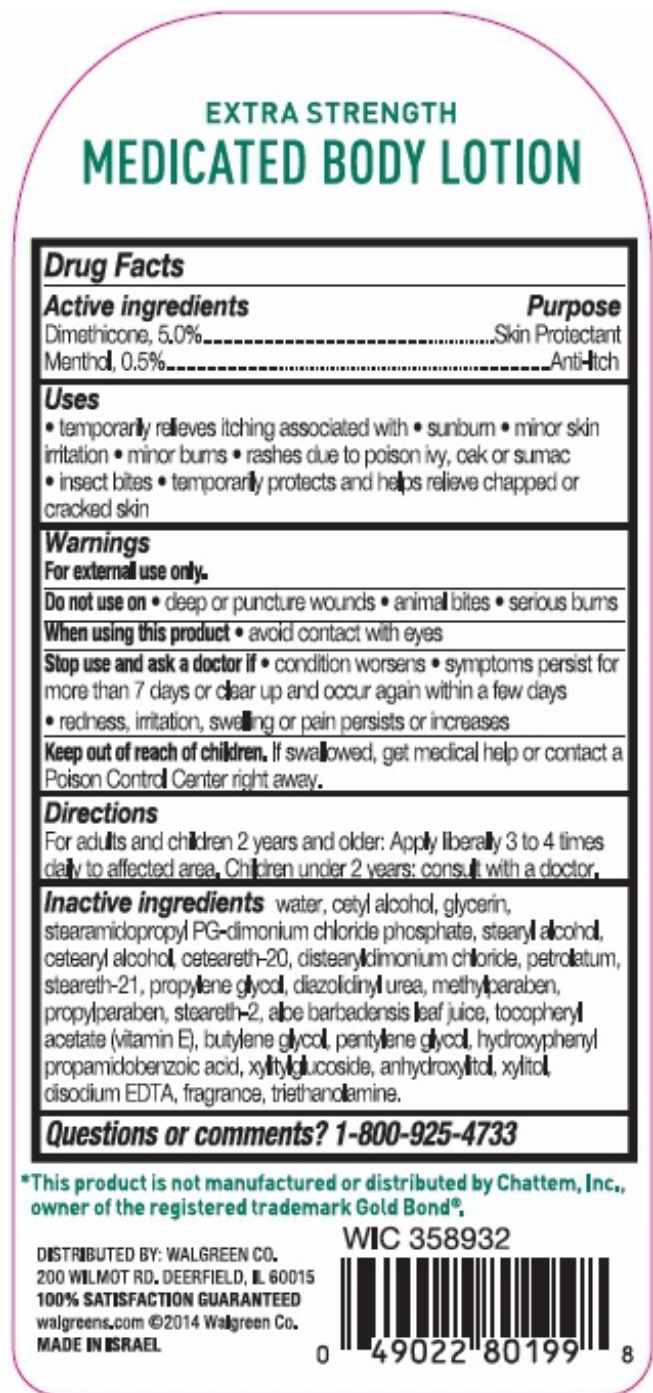 EXTRA STRENGTH
MEDICATED BODY LOTION
Drug Facts
Active ingredients Purpose
Dimethicone, 5.0% Skin Protectant
Menthol, 0.5% Anti-Itch
Uses
• temporarily relieves itching associated with • sunburn • minor skin
irritation • minor burns • rashes due to poison ivy, oak or sumac
• insect bites • temporarily protects and helps relieve chapped or
cracked skin
Warnings
For external use only.
Do not use on • deep or puncture wounds • animal bites • serious burns
When using this product • avoid contact with eyes
Stop use and ask a doctor if • condition worsens • symptoms persist for
more than 7 days or clear up and occur again within a few days
• redness, irritation, swelling or pain persists or increases
Keep out of reach of children. If swallowed, get medical help or contact a
Poison Control Center right away.
Directions
For adults and children 2 years and older: Apply liberally 3 to 4 times
daily to affected area. Children under 2 years: consult with a doctor.
Inactive ingredients water, cetyl alcohol, glycerin,
stearamidopropyl PG-dimonium chloride phosphate, stearyl alcohol,
cetearyl alcohol, ceteareth-20, distearyldimonium chloride, petrolatum,
steareth-21, propylene glycol, diazolidinyl urea, methylparaben,
propylparaben, steareth-2, aloe barbadensis leaf juice, tocopheryl
acetate (vitamin E), butylene glycol, pentylene glycol, hydroxyphenyl
propamidobenzoic acid, xylitylglucoside, anhydroxylitol, xylitol,
disodium EDTA, fragrance, triethanolamine.
Questions or comments? 1-800-925-4733
*This product is not manufactured or distributed by Chattem, Inc.,
owner of the registered trademark Gold Bond®.
WIC 358932
DISTRIBUTED BY: WALGREEN CO.
200 WILMOT RD. DEERFIELD, IL 60015
100% SATISFACTION GUARANTEED
walgreens.com ©2014 Walgreen Co.
MADE IN ISRAEL
0 49022 80199 8